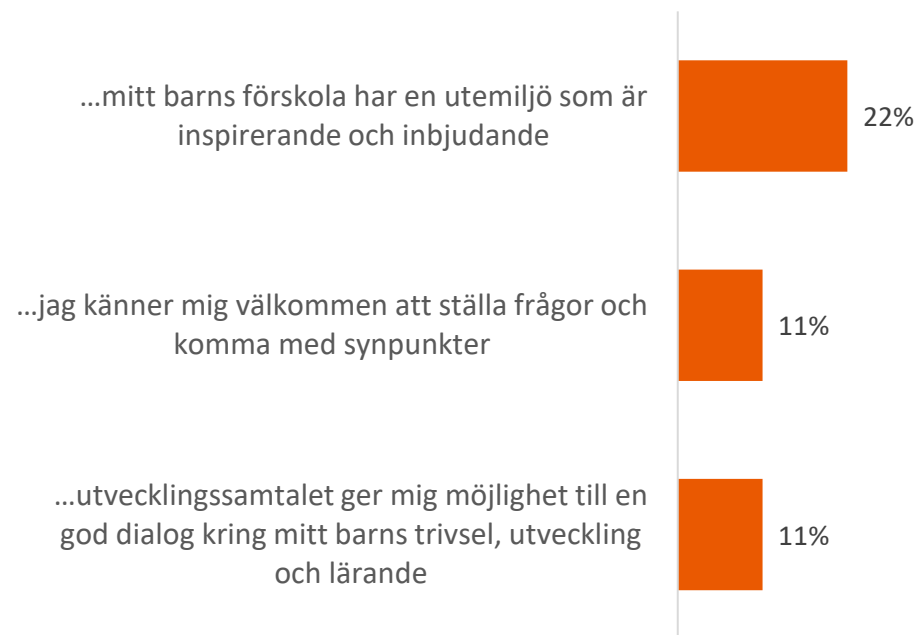 ...mitt barns förskola har en utemiljö som är
inspirerande och inbjudande
22%
...jag känner mig välkommen att ställa frågor och
komma med synpunkter
11%
...utvecklingssamtalet ger mig möjlighet till en
god dialog kring mitt barns trivsel, utveckling
och lärande
11%